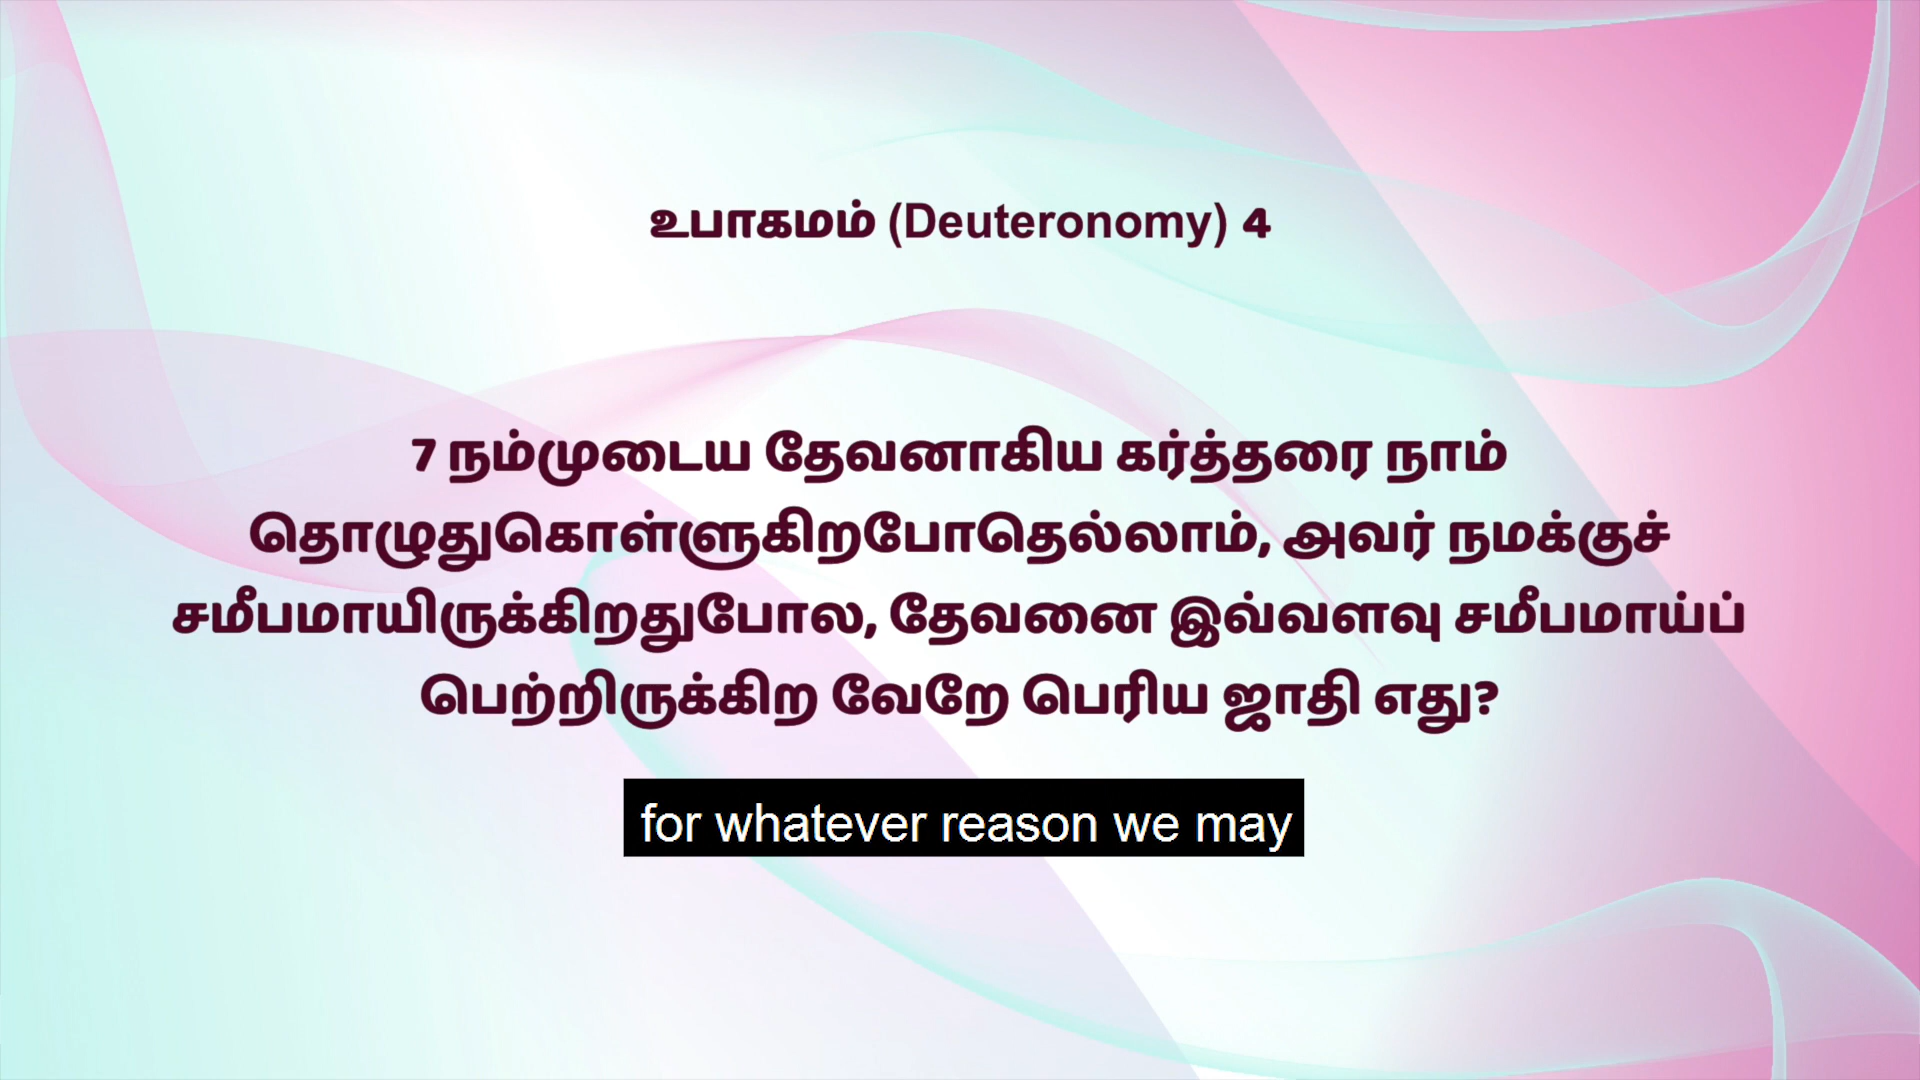 உபாகமம் (Deuteronomy) 4
7 நம்முடைய தேவனாகிய கர்த்தரை நாம்
தொழுதுகொள்ளுகிறபோதெல்லாம், அவர் நமக்குச்
சமீபமாயிருக்கிறதுபோல, தேவனை இவ்வளவு சமீபமாய்ப்
பெற்றிருக்கிற வேறே பெரிய ஜாதி எது?
for whatever reason we may